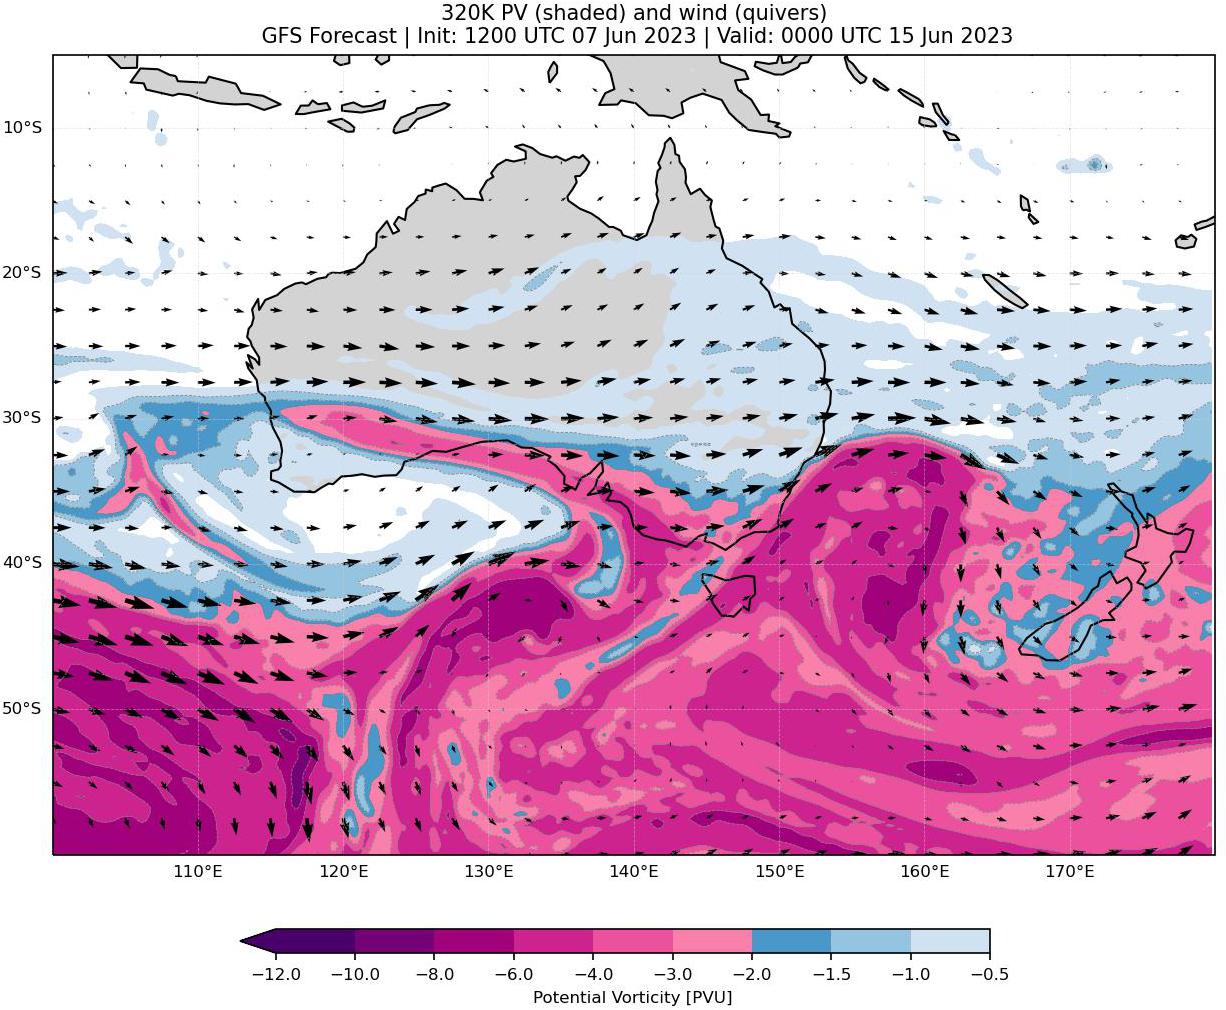 320K PV (shaded) and wind (quivers)
GFS Forecast | Init: 1200 UTC 07 Jun 2023 | Valid: 0000 UTC 15 Jun 2023
10°S
20°S
30°S
40°S
50°S
110°E 120°E 130°E 140°E 150°E 160°E 170°E
−12.0 −10.0 −8.0 −6.0 −4.0 −3.0 −2.0 −1.5 −1.0 −0.5
Potential Vorticity [PVU]